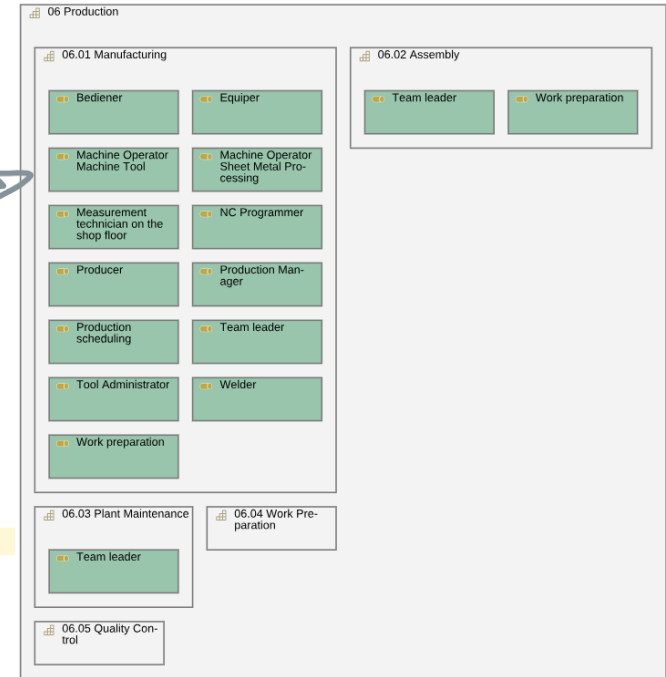 06 Production
06.01 Manufacturing
Bediener
Equiper
Machine Operator
Machine Tool
Machine Operator
Sheet Metal Pro-
cessing
Measurement
technician on the
shop floor
NC Programmer
Producer
Production Man-
ager
Production
scheduling
Team leader
Tool Administrator
Welder
Work preparation
06.02 Assembly
Team leader
Work preparation
06.03 Plant Maintenance
Team leader
06.04 Work Pre-
paration
06.05 Quality Con-
trol